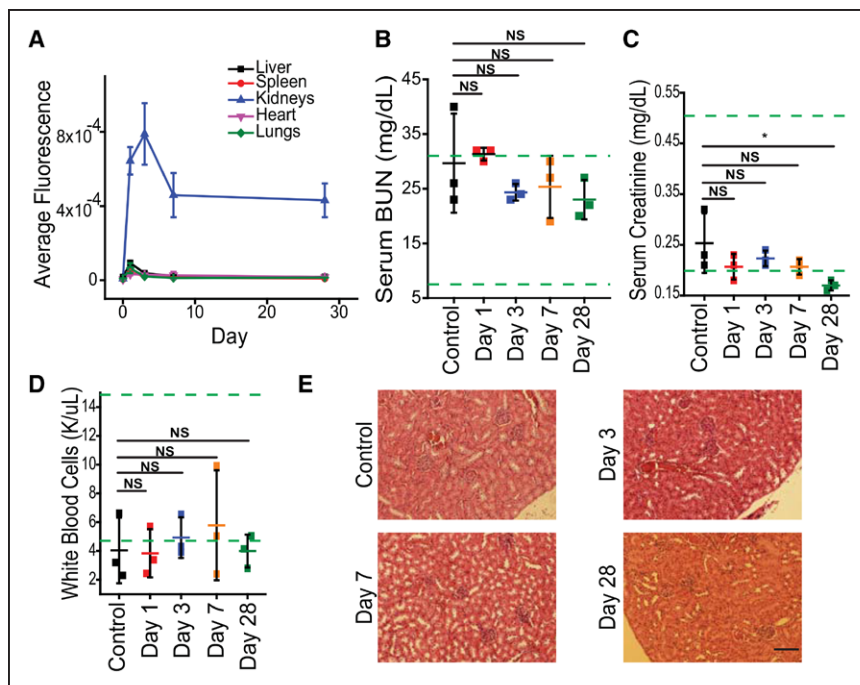 A
Liver
Spleen
Kidneys
Heart
Lungs
Average Fluorescence
8x10⁻⁴
4x10⁻⁴
0
0
10
20
30
Day
B
NS
NS
NS
NS
Serum BUN (mg/dL)
45
35
25
15
5
Control
Day 1
Day 3
Day 7
Day 28
C
Serum Creatinine (mg/dL)
0.55
0.45
0.35
0.25
0.15
*
NS
NS
NS
Control
Day 1
Day 3
Day 7
Day 28
D
White Blood Cells (K/uL)
14
12
10
8
6
4
2
NS
NS
NS
NS
Control
Day 1
Day 3
Day 7
Day 28
E
Control
Day 3
Day 7
Day 28